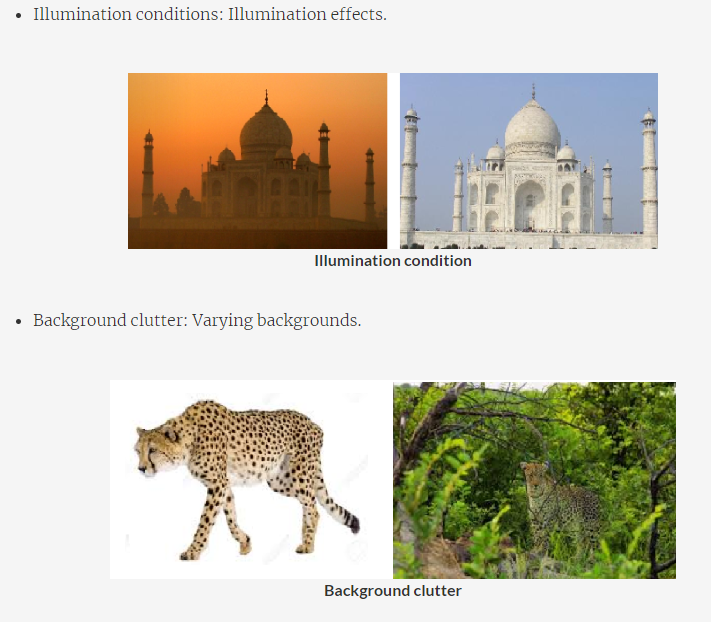 Illumination conditions: Illumination effects.
Illumination condition
Background clutter: Varying backgrounds.
Background clutter